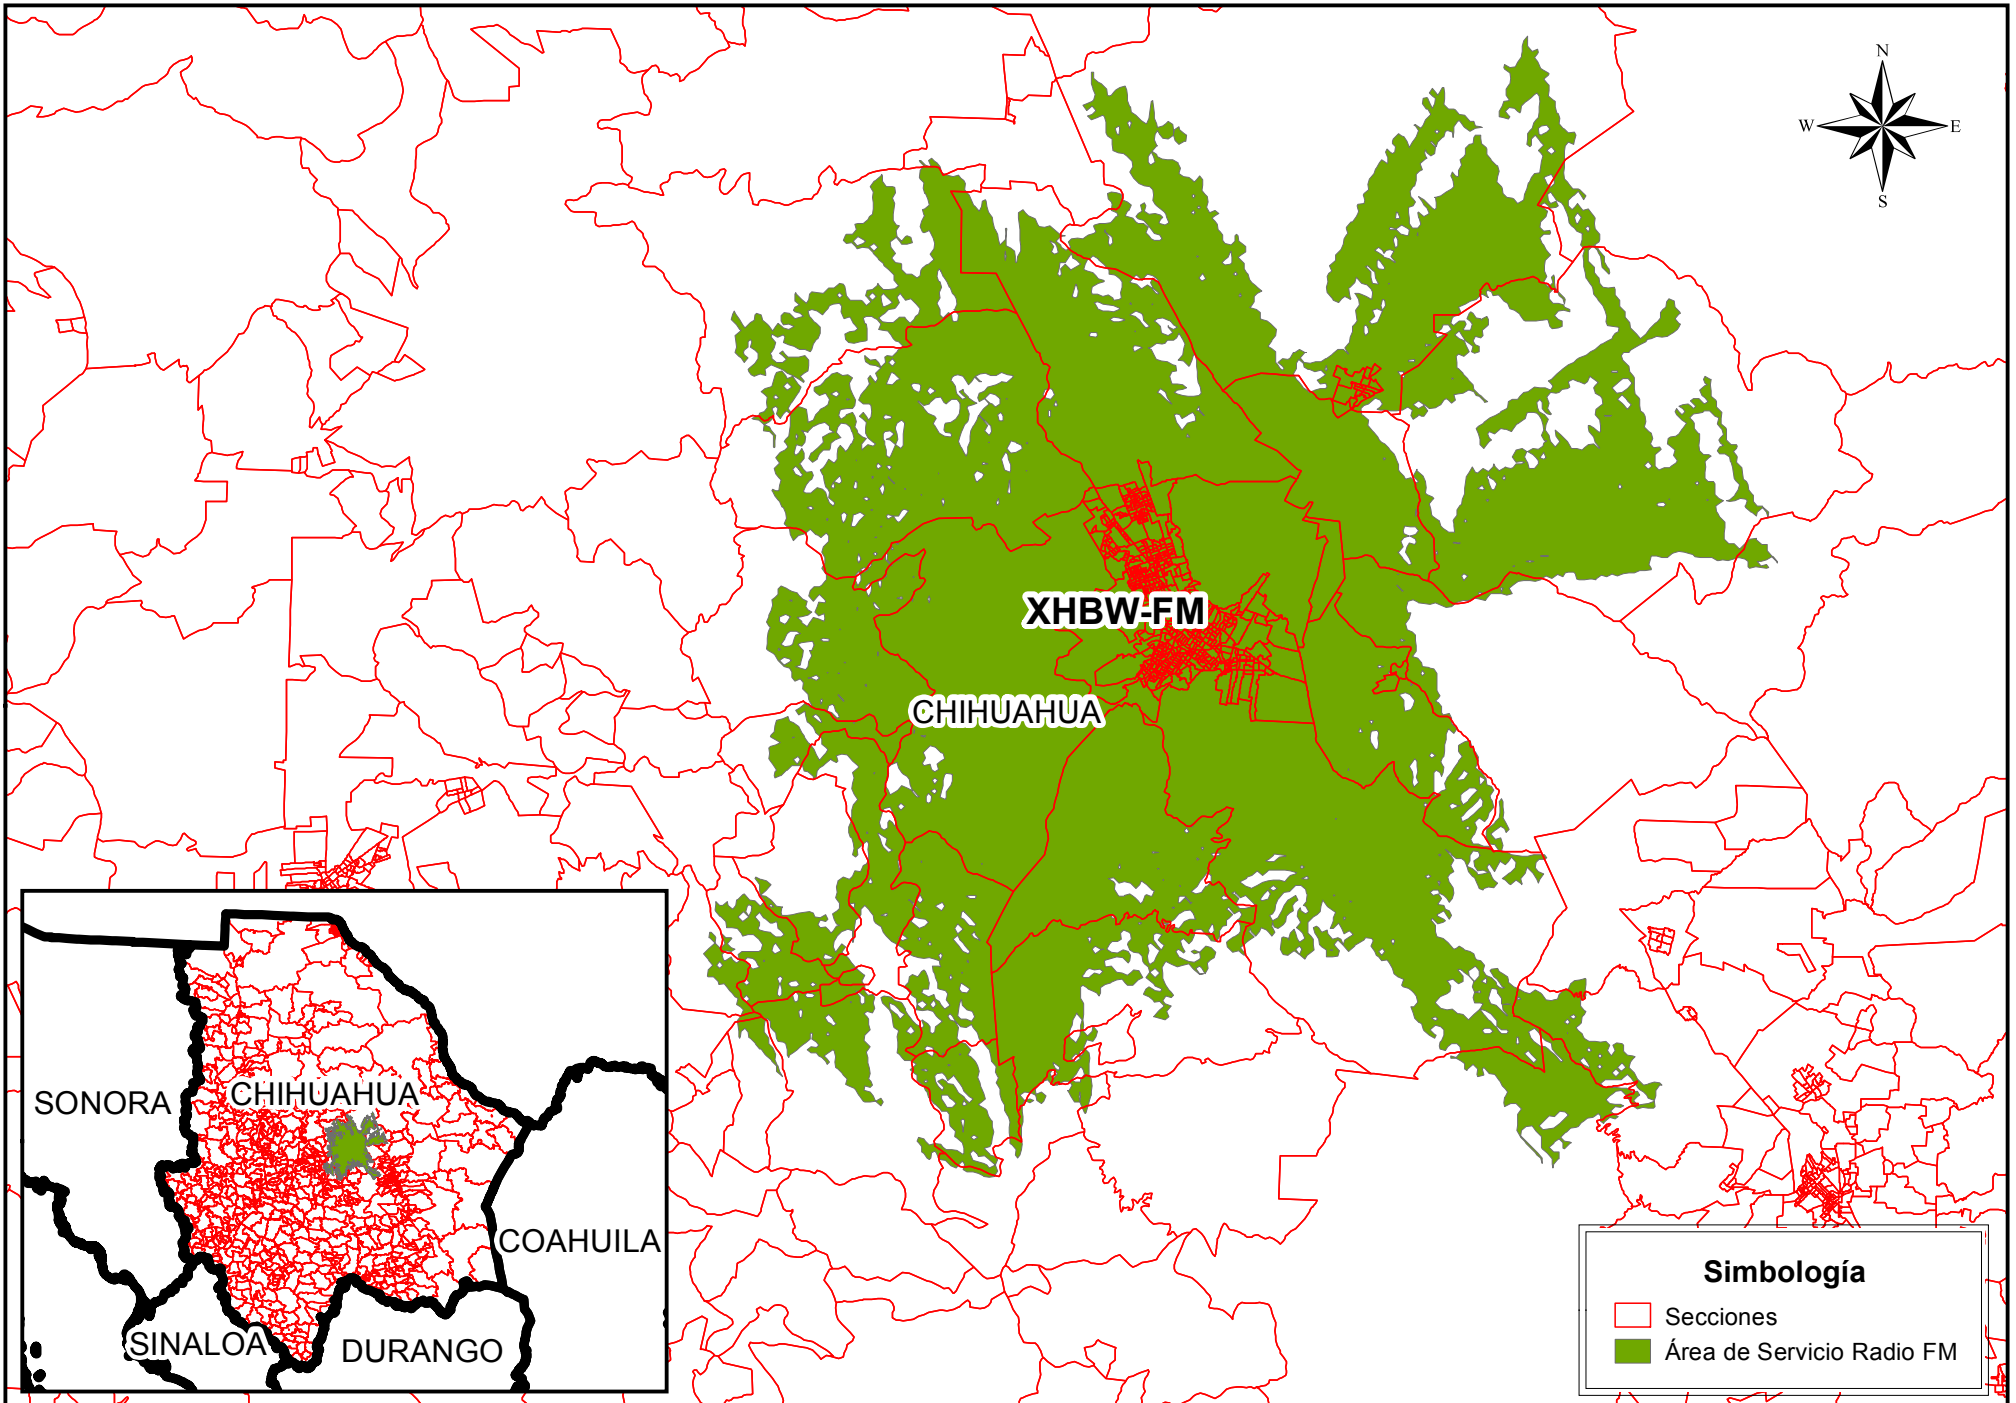 N
W E
S
XHBW-FM
CHIHUAHUA
SONORA
CHIHUAHUA
COAHUILA
SINALOA
DURANGO
Simbología
Secciones
Área de Servicio Radio FM